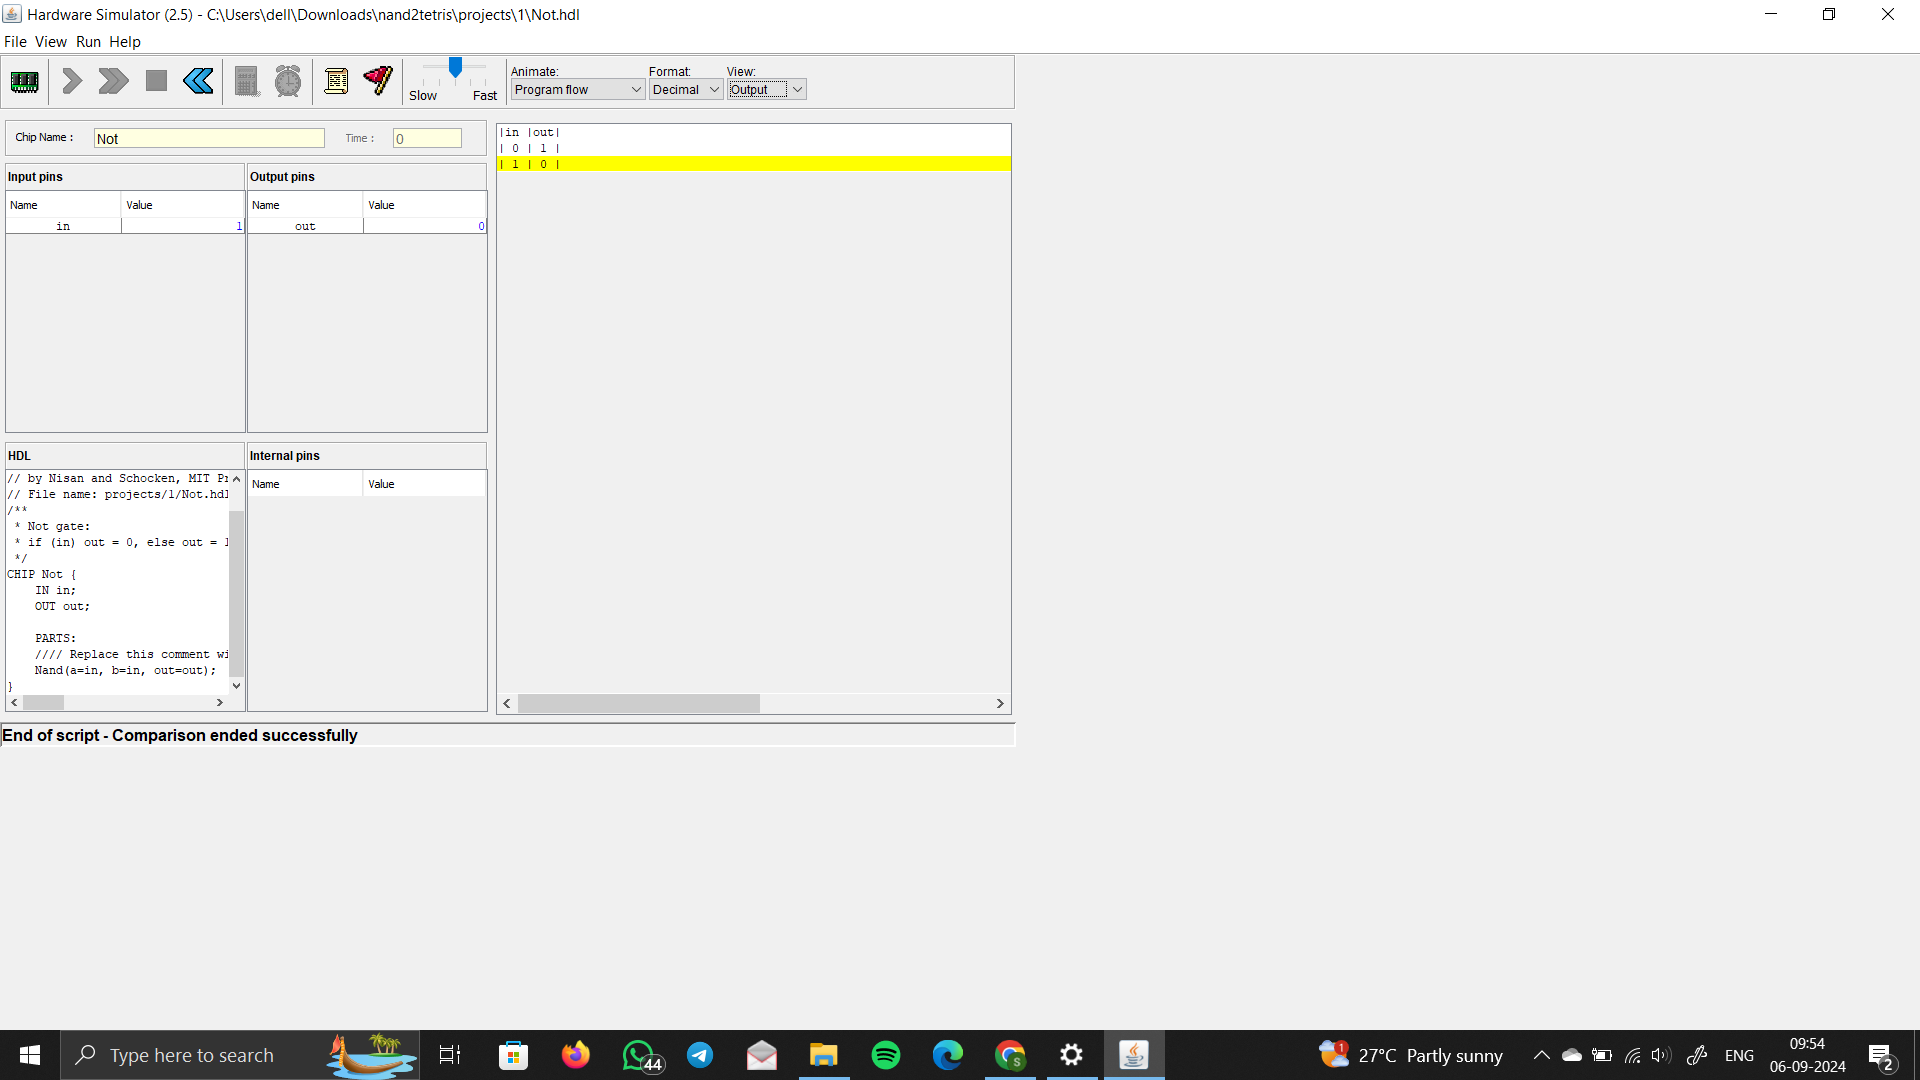 Hardware Simulator (2.5) - C:\Users\dell\Downloads\nand2tetris\projects\1\Not.hdl
File View Run Help
Slow Fast
Animate: Format: View:
Program flow Decimal Output
Chip Name : Not Time : 0
Input pins Output pins
Name Value Name Value
in 1 out 0
|in |out|
| 0 | 1 |
| 1 | 0 |
HDL Internal pins
Name Value
// by Nisan and Schocken, MIT Pr
// File name: projects/1/Not.hdl
/**
* Not gate:
* if (in) out = 0, else out = 1
*/
CHIP Not {
IN in;
OUT out;
PARTS:
//// Replace this comment wi
Nand(a=in, b=in, out=out);
}
End of script - Comparison ended successfully
Type here to search
44
S
1
27°C Partly sunny
ENG
09:54
06-09-2024
2